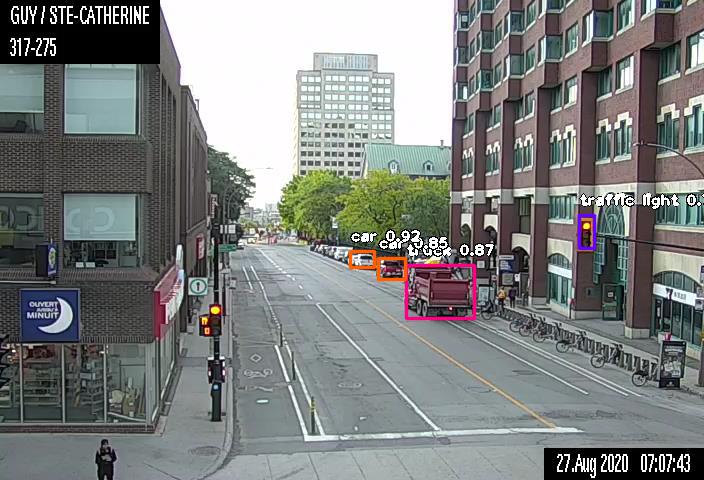 GUY / STE-CATHERINE
317-275
traffic light 0.
car 0.92
car 0.85
truck 0.87
OUVERT
JUSQU'À
MINUIT
27.Aug 2020 07:07:43